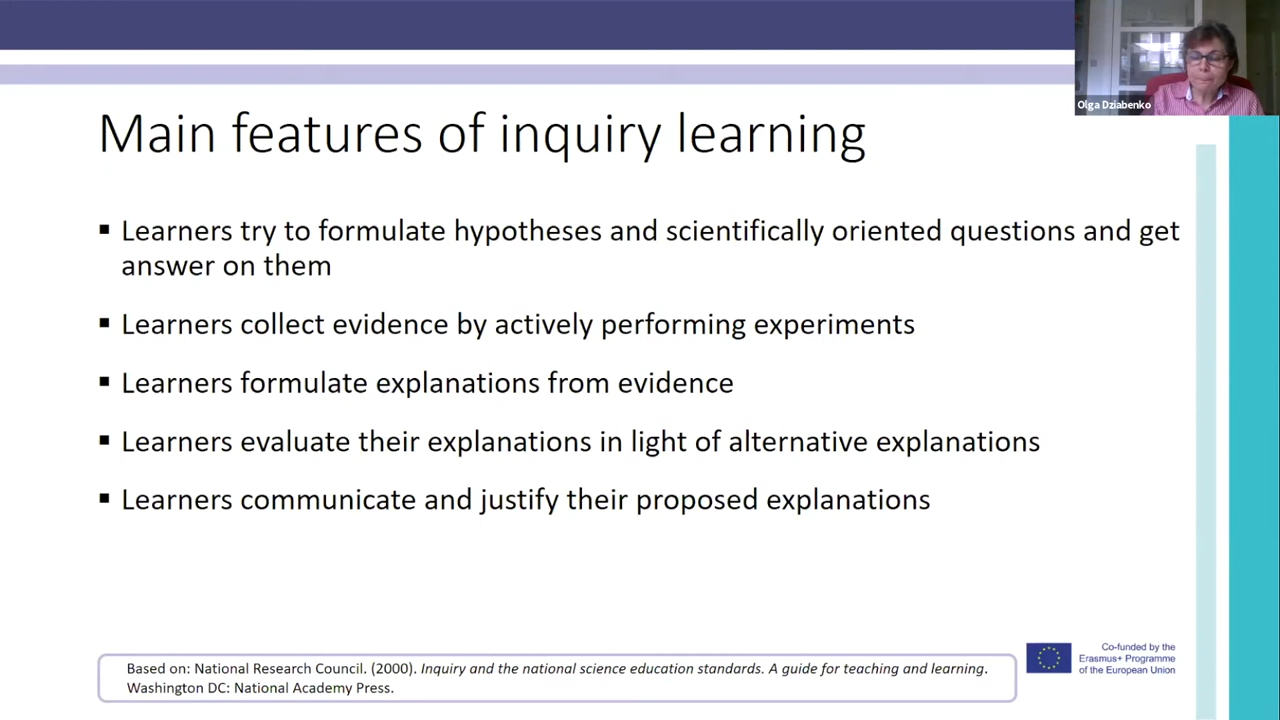 Olga Dziabenko
Main features of inquiry learning
▪ Learners try to formulate hypotheses and scientifically oriented questions and get
answer on them
▪ Learners collect evidence by actively performing experiments
▪ Learners formulate explanations from evidence
▪ Learners evaluate their explanations in light of alternative explanations
▪ Learners communicate and justify their proposed explanations
Based on: National Research Council. (2000). Inquiry and the national science education standards. A guide for teaching and learning.
Washington DC: National Academy Press.
Co-funded by the
Erasmus+ Programme
of the European Union